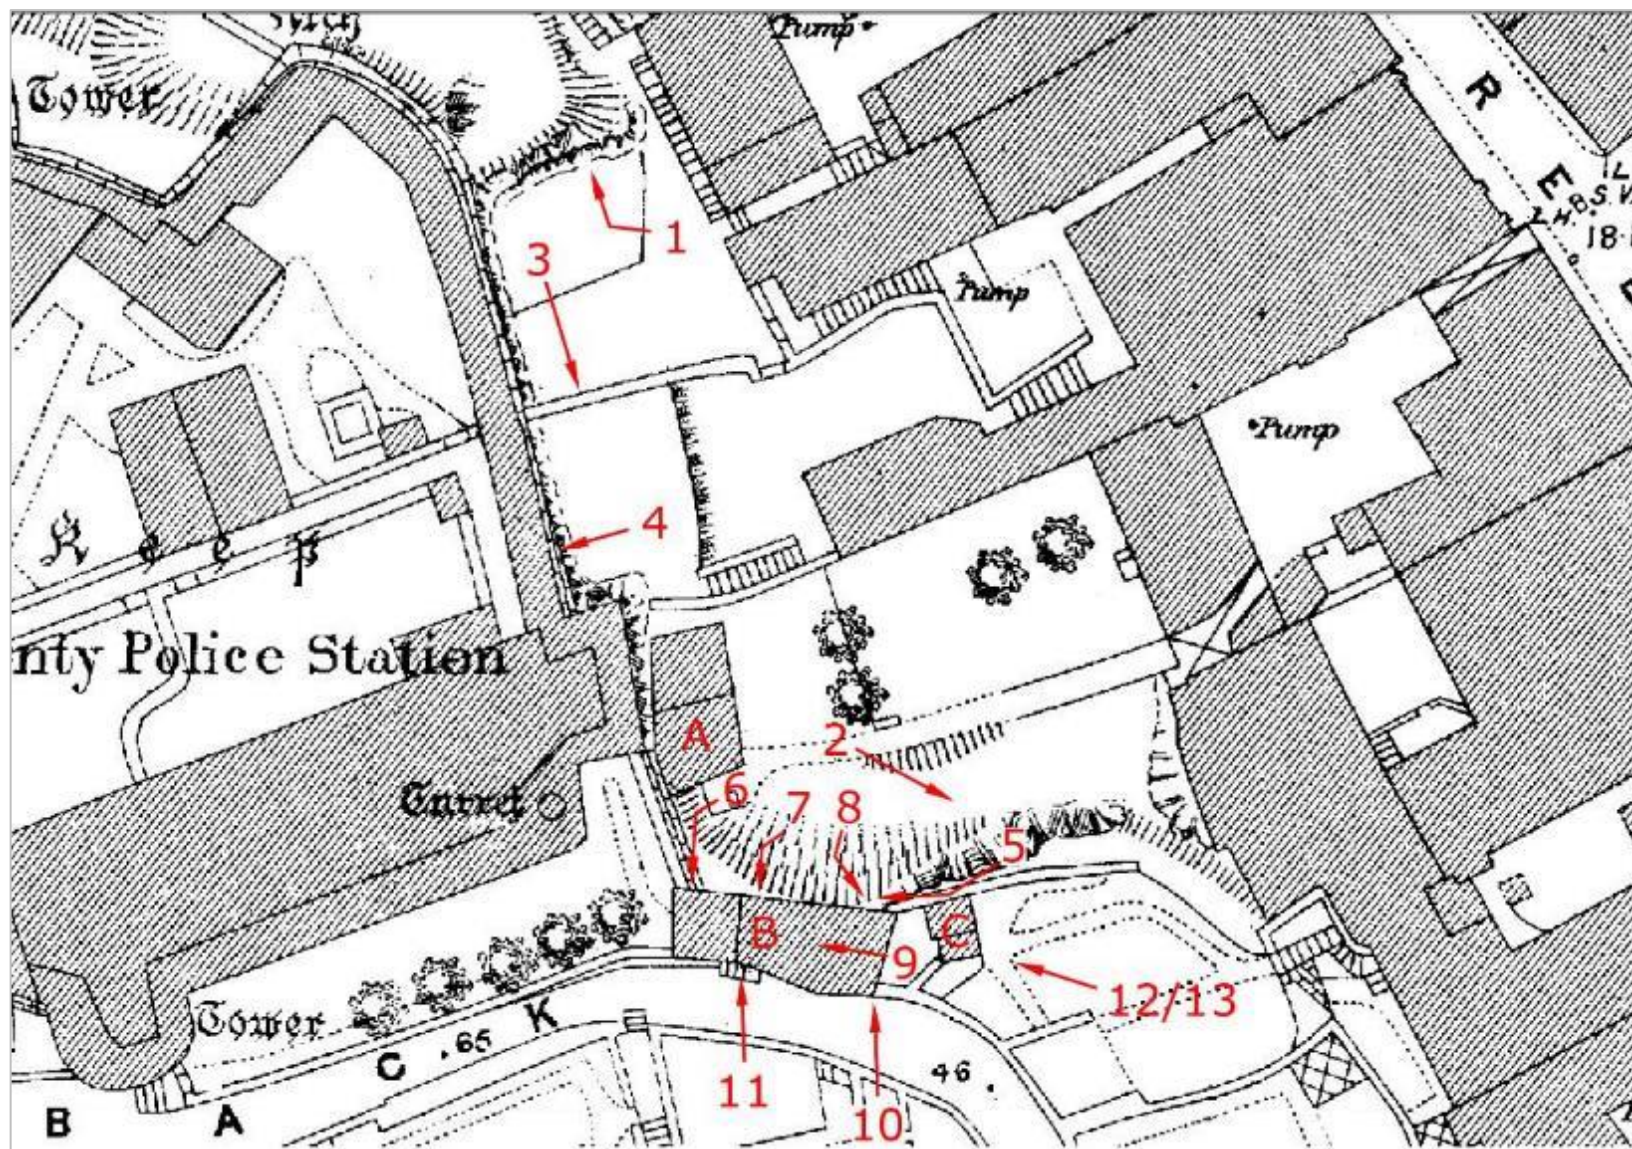 Pump
Tower
R
E
1
L
B.S.V.
18.
3
Pump
Pump
4
K e e p
nty Police Station
A
2
Turret
6
7
8
5
B
C
9
12/13
Tower
K
C
.65
46 .
11
10
B
A